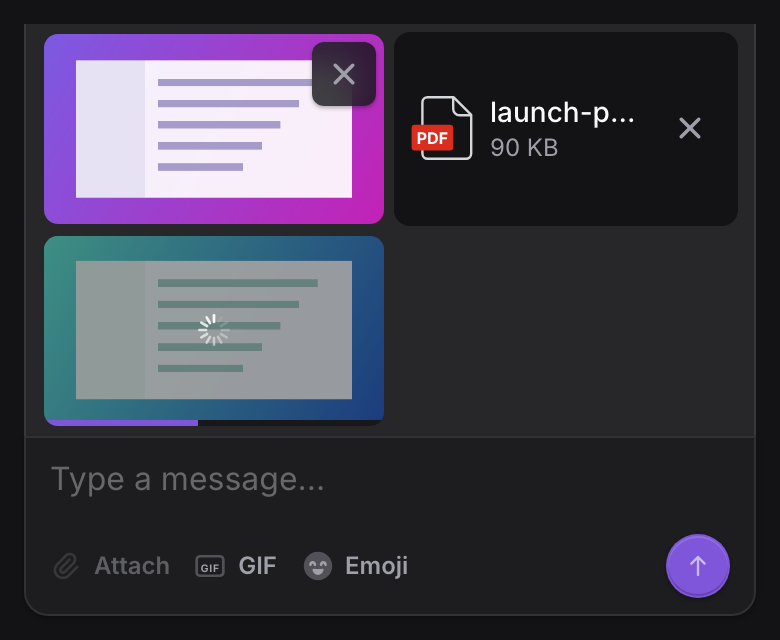 launch-p...
PDF
90 KB
Type a message...
Attach
GIF
GIF
Emoji